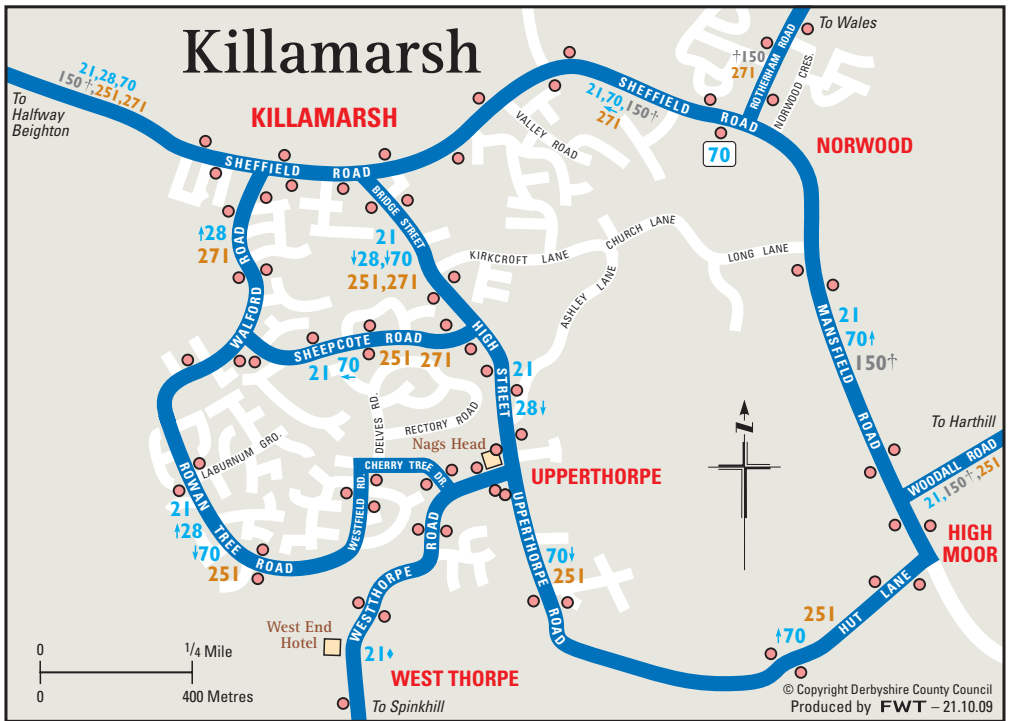 Killamarsh
To Wales
†150
271
ROTHERHAM ROAD
NORWOOD CRES.
21,28,70
150†,251,271
To
Halfway
Beighton
KILLAMARSH
SHEFFIELD ROAD
21,70,150†
←
271
VALLEY ROAD
70
NORWOOD
SHEFFIELD ROAD
BRIDGE STREET
↑28
271
WALFORD ROAD
21
↓28,↓70
251,271
KIRKCROFT LANE
CHURCH LANE
ASHLEY LANE
LONG LANE
MANSFIELD ROAD
21
70↑
150†
SHEEPCOTE ROAD
21 70 ←
251 271
HIGH STREET
21
28↓
DELVES RD.
RECTORY ROAD
Nags Head
LABURNUM GRO.
CHERRY TREE DR.
WESTFIELD RD.
UPPERTHORPE
To Harthill
WOODALL ROAD
21,150†,251
HIGH
MOOR
ROWAN TREE ROAD
21
↑28
↓70
251
UPPERTHORPE ROAD
70↓
251
WESTTHORPE ROAD
HUT LANE
251
↑70
West End
Hotel
21♦
WEST THORPE
To Spinkhill
0 1/4 Mile
0 400 Metres
N
© Copyright Derbyshire County Council
Produced by FWT – 21.10.09